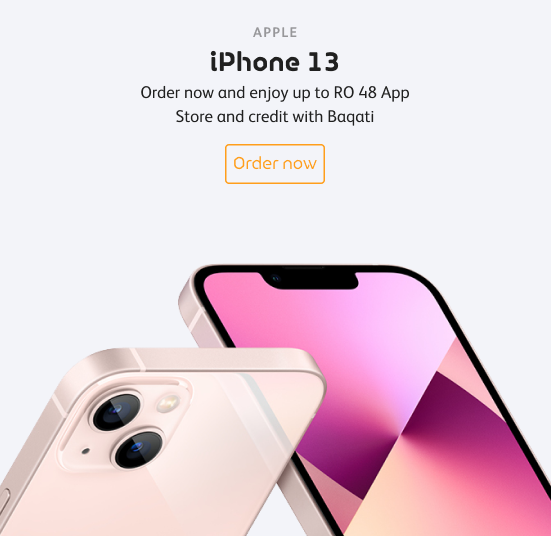 APPLE
iPhone 13
Order now and enjoy up to RO 48 App
Store and credit with Baqati
Order now